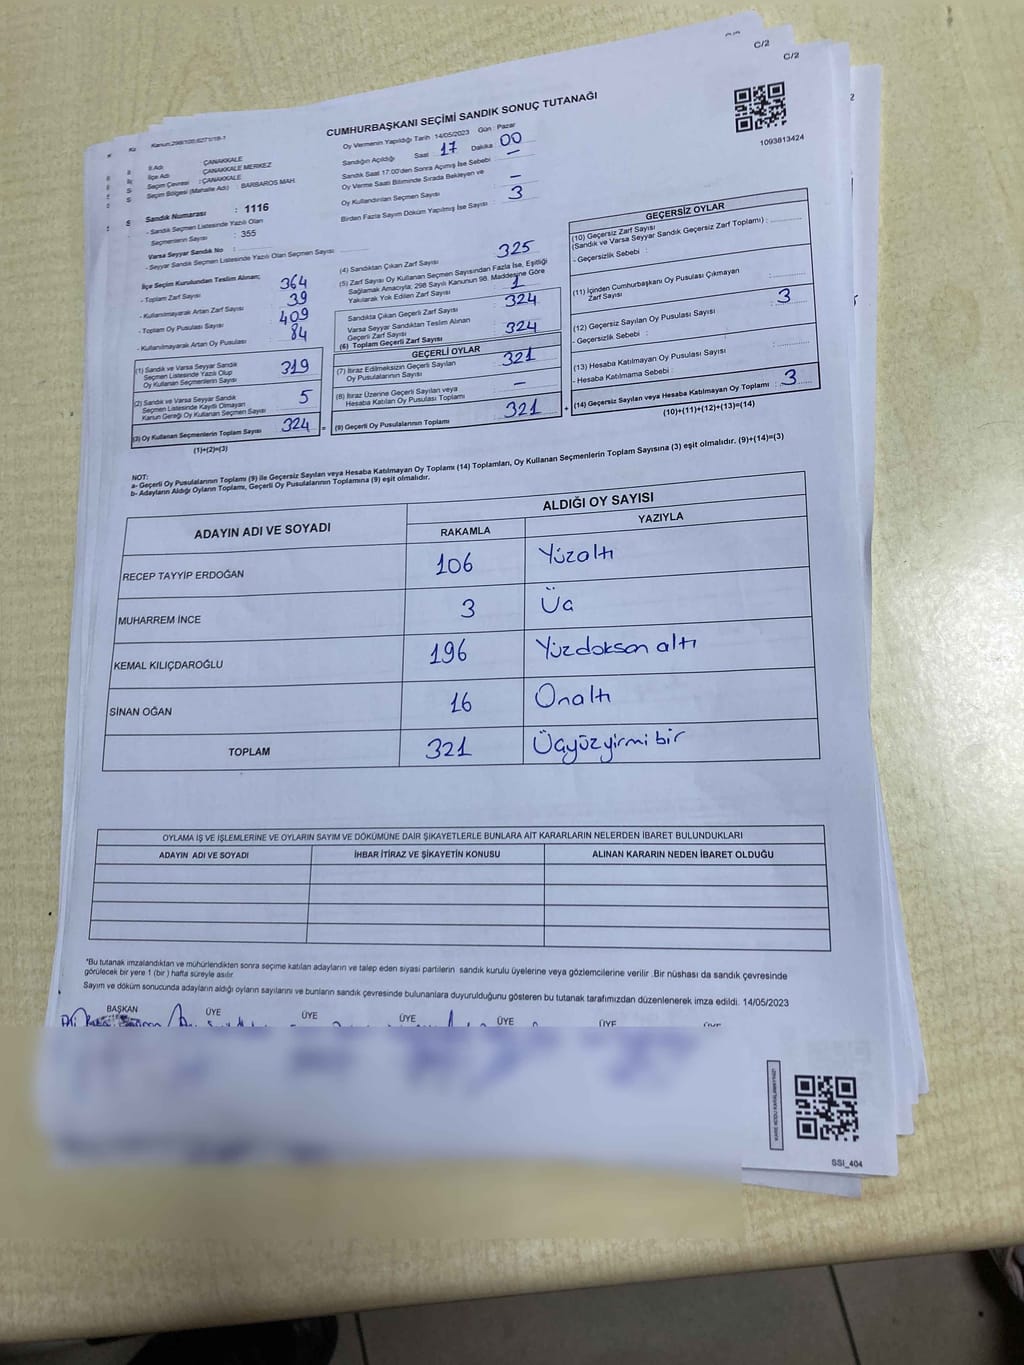 C/2
C/2
Kanun:298/100;6271/18-1
CUMHURBAŞKANI SEÇİMİ SANDIK SONUÇ TUTANAĞI
1093813424
İl Adı : ÇANAKKALE
İlçe Adı : ÇANAKKALE MERKEZ
Seçim Çevresi : ÇANAKKALE
Seçim Bölgesi (Mahalle Adı) : BARBAROS MAH.
Sandık Numarası : 1116
- Sandık Seçmen Listesinde Yazılı Olan
Seçmenlerin Sayısı : 355
Varsa Seyyar Sandık No :
- Seyyar Sandık Seçmen Listesinde Yazılı Olan Seçmen Sayısı :
Oy Vermenin Yapıldığı Tarih : 14/05/2023 Gün : Pazar
Sandığın Açıldığı Saat 17 Dakika 00
Sandık Saat 17:00'den Sonra Açılmış İse Sebebi : —
Oy Verme Saati Bitiminde Sırada Bekleyen ve
Oy Kullandırılan Seçmen Sayısı : —
Birden Fazla Sayım Döküm Yapılmış İse Sayısı : 3
İlçe Seçim Kurulundan Teslim Alınan;
- Toplam Zarf Sayısı 364
- Kullanılmayarak Artan Zarf Sayısı 39
- Toplam Oy Pusulası Sayısı 409
- Kullanılmayarak Artan Oy Pusulası 84
(1) Sandık ve Varsa Seyyar Sandık
Seçmen Listesinde Yazılı Olup
Oy Kullanan Seçmenlerin Sayısı 319
(2) Sandık ve Varsa Seyyar Sandık
Seçmen Listesinde Kayıtlı Olmayan
Kanun Gereği Oy Kullanan Seçmen Sayısı 5
(3) Oy Kullanan Seçmenlerin Toplam Sayısı 324
(1)+(2)=(3)
(4) Sandıktan Çıkan Zarf Sayısı 325
(5) Zarf Sayısı Oy Kullanan Seçmen Sayısından Fazla İse, Eşitliği
Sağlamak Amacıyla; 298 Sayılı Kanunun 98. Maddesine Göre
Yakılarak Yok Edilen Zarf Sayısı : 1
Sandıkta Çıkan Geçerli Zarf Sayısı 324
Varsa Seyyar Sandıktan Teslim Alınan
Geçerli Zarf Sayısı
(6) Toplam Geçerli Zarf Sayısı 324
GEÇERLİ OYLAR
(7) İtiraz Edilmeksizin Geçerli Sayılan
Oy Pusulalarının Sayısı 321
(8) İtiraz Üzerine Geçerli Sayılan veya
Hesaba Katılan Oy Pusulası Toplamı —
(9) Geçerli Oy Pusulalarının Toplamı 321
GEÇERSİZ OYLAR
(10) Geçersiz Zarf Sayısı
(Sandık ve Varsa Seyyar Sandık Geçersiz Zarf Toplamı) :
- Geçersizlik Sebebi :
(11) İçinden Cumhurbaşkanı Oy Pusulası Çıkmayan
Zarf Sayısı :
(12) Geçersiz Sayılan Oy Pusulası Sayısı 3
- Geçersizlik Sebebi :
(13) Hesaba Katılmayan Oy Pusulası Sayısı :
- Hesaba Katılmama Sebebi :
(14) Geçersiz Sayılan veya Hesaba Katılmayan Oy Toplamı : 3
(10)+(11)+(12)+(13)=(14)
NOT:
a- Geçerli Oy Pusulalarının Toplamı (9) ile Geçersiz Sayılan veya Hesaba Katılmayan Oy Toplamı (14) Toplamları, Oy Kullanan Seçmenlerin Toplam Sayısına (3) eşit olmalıdır. (9)+(14)=(3)
b- Adayların Aldığı Oyların Toplamı, Geçerli Oy Pusulalarının Toplamına (9) eşit olmalıdır.
ADAYIN ADI VE SOYADI ALDIĞI OY SAYISI
RAKAMLA YAZIYLA
RECEP TAYYİP ERDOĞAN 106 Yüzaltı
MUHARREM İNCE 3 Üç
KEMAL KILIÇDAROĞLU 196 Yüzdoksan altı
SİNAN OĞAN 16 Onaltı
TOPLAM 321 Üçyüzyirmi bir
OYLAMA İŞ VE İŞLEMLERİNE VE OYLARIN SAYIM VE DÖKÜMÜNE DAİR ŞİKAYETLERLE BUNLARA AİT KARARLARIN NELERDEN İBARET BULUNDUKLARI
ADAYIN ADI VE SOYADI İHBAR İTİRAZ VE ŞİKAYETİN KONUSU ALINAN KARARIN NEDEN İBARET OLDUĞU
*Bu tutanak imzalandıktan ve mühürlendikten sonra seçime katılan adayların ve talep eden siyasi partilerin sandık kurulu üyelerine veya gözlemcilerine verilir .Bir nüshası da sandık çevresinde
görülecek bir yere 1 (bir ) hafta süreyle asılır
Sayım ve döküm sonucunda adayların aldığı oyların sayılarını ve bunların sandık çevresinde bulunanlara duyurulduğunu gösteren bu tutanak tarafımızdan düzenlenerek imza edildi. 14/05/2023
BAŞKAN ÜYE ÜYE ÜYE ÜYE ÜYE ÜYE
SSI_404